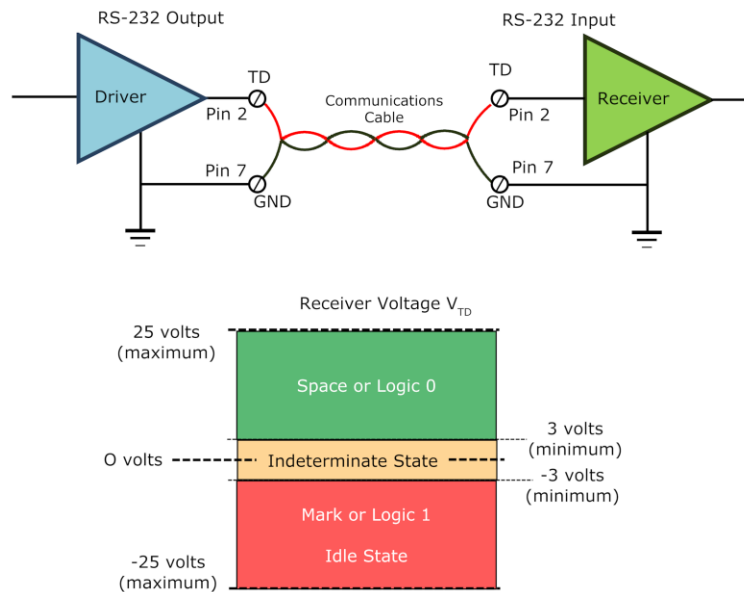 RS-232 Output
RS-232 Input
TD
TD
Driver
Communications
Cable
Receiver
Pin 2
Pin 2
Pin 7
Pin 7
GND
GND
Receiver Voltage VTD
25 volts
(maximum)
Space or Logic 0
3 volts
(minimum)
O volts
Indeterminate State
-3 volts
(minimum)
Mark or Logic 1
Idle State
-25 volts
(maximum)